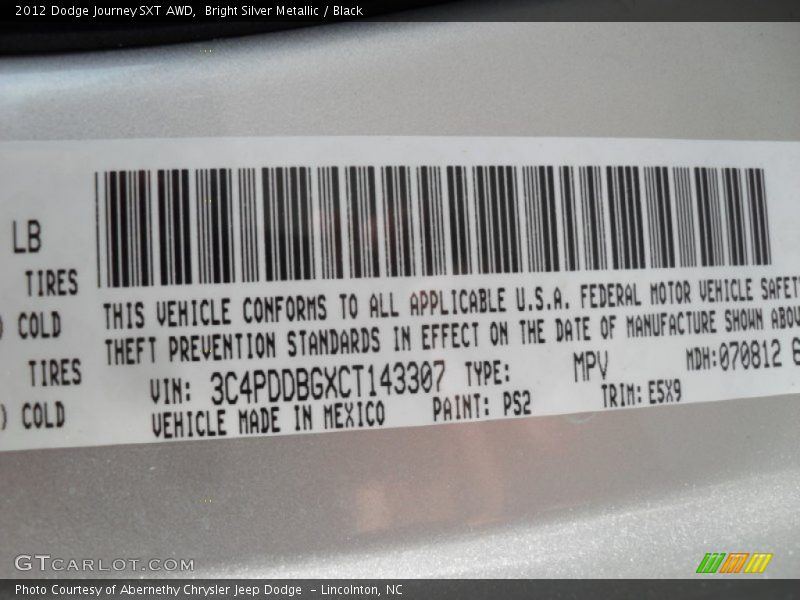 2012 Dodge Journey SXT AWD,  Bright Silver Metallic / Black
LB
TIRES
) COLD
TIRES
) COLD
THIS VEHICLE CONFORMS TO ALL APPLICABLE U.S.A. FEDERAL MOTOR VEHICLE SAFET
THEFT PREVENTION STANDARDS IN EFFECT ON THE DATE OF MANUFACTURE SHOWN ABOV
VIN: 3C4PDDBGXCT143307 TYPE: MPV MDH:070812 6
VEHICLE MADE IN MEXICO PAINT: PS2 TRIM: E5X9
GTCARLOT.COM
Photo Courtesy of Abernethy Chrysler Jeep Dodge  - Lincolnton, NC